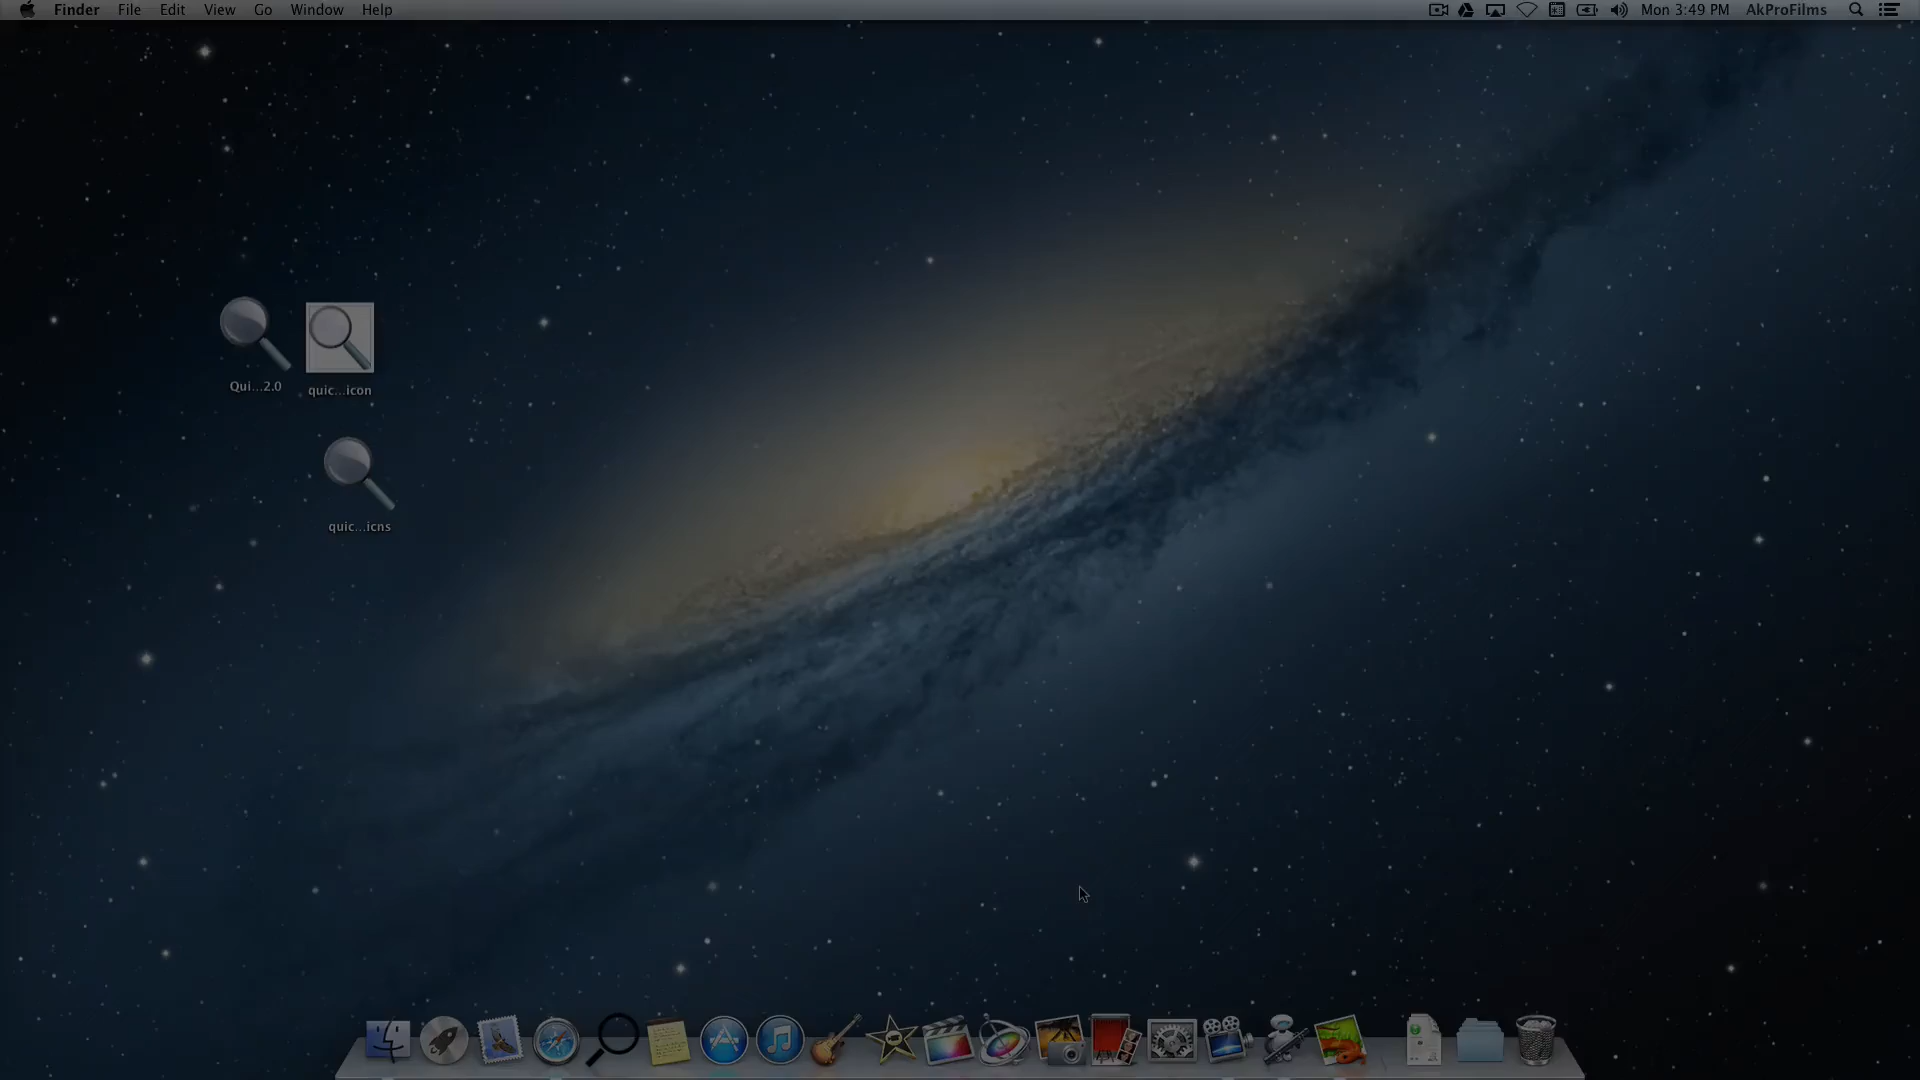 Finder File Edit View Go Window Help Mon 3:49 PM AkProFilms
Qui...2.0 quic...icon
quic...icns